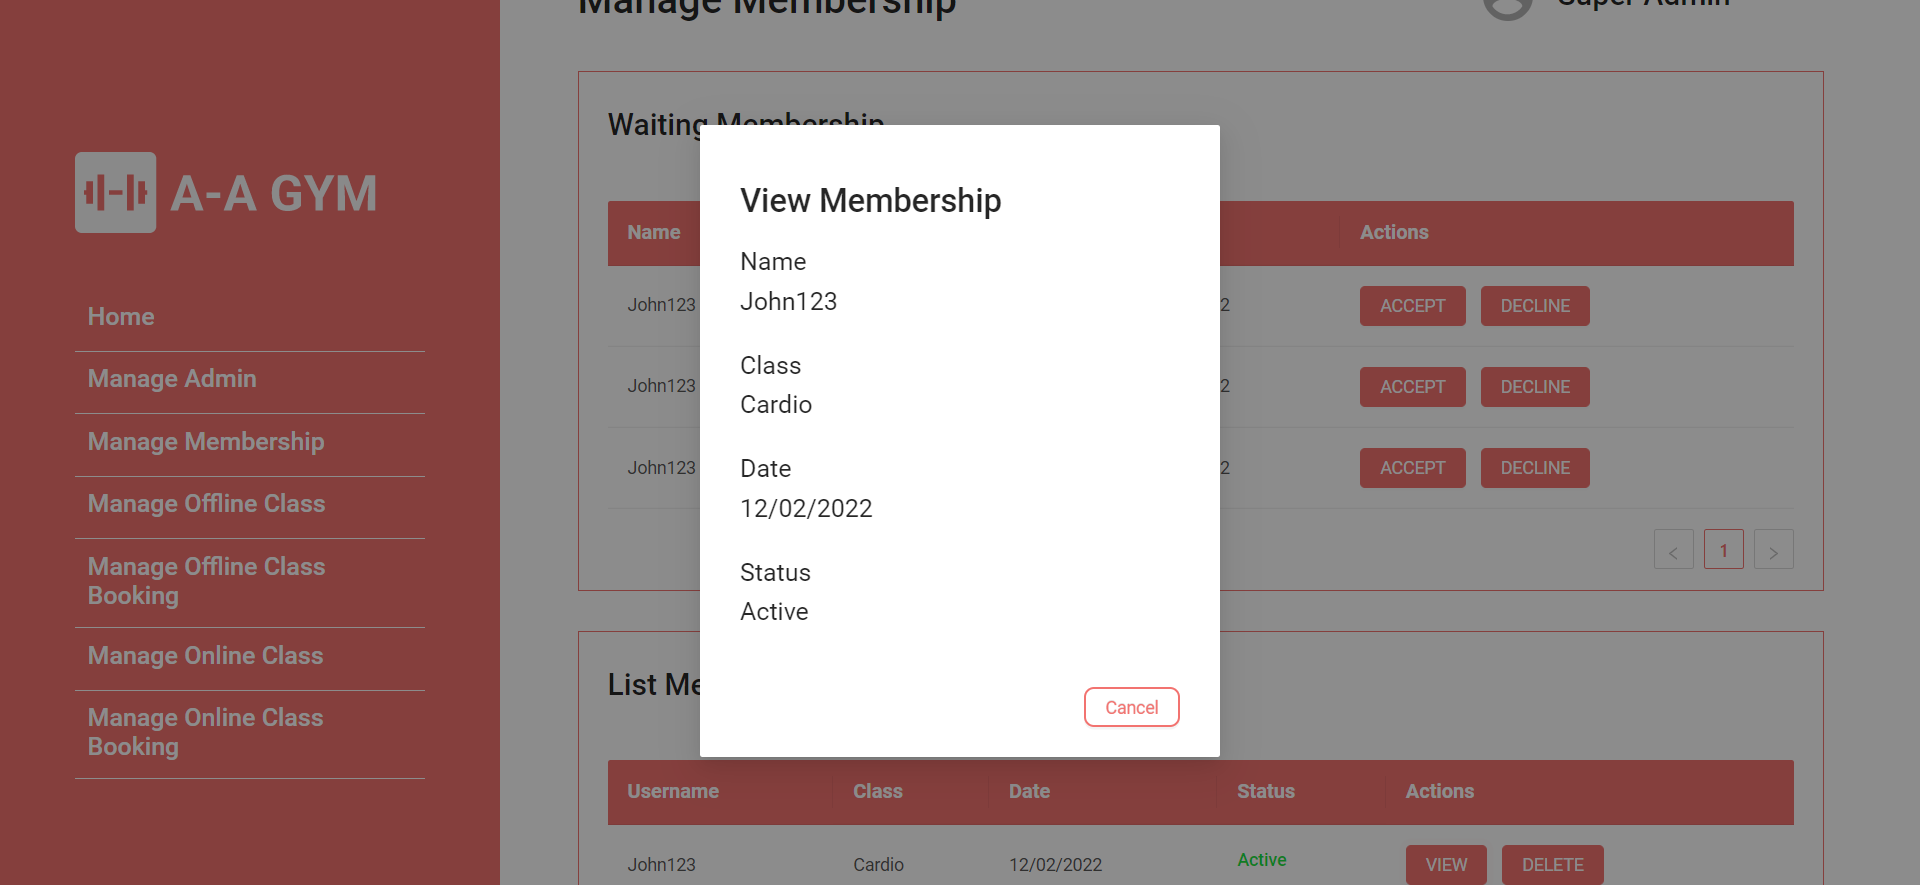 Manage Membership
Super Admin
A-A GYM
Home
Manage Admin
Manage Membership
Manage Offline Class
Manage Offline Class
Booking
Manage Online Class
Manage Online Class
Booking
Waiting Membership
Name Actions
John123 2 ACCEPT DECLINE
John123 2 ACCEPT DECLINE
John123 2 ACCEPT DECLINE
< 1 >
View Membership
Name
John123
Class
Cardio
Date
12/02/2022
Status
Active
Cancel
List Me
Username Class Date Status Actions
John123 Cardio 12/02/2022 Active VIEW DELETE